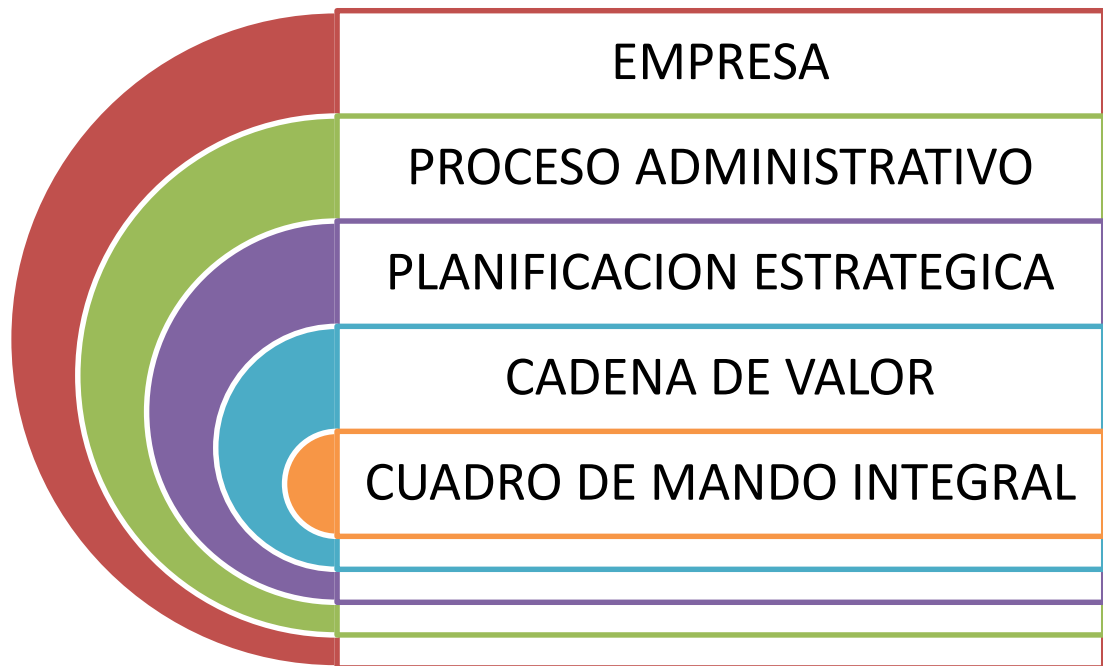 EMPRESA
PROCESO ADMINISTRATIVO
PLANIFICACION ESTRATEGICA
CADENA DE VALOR
CUADRO DE MANDO INTEGRAL